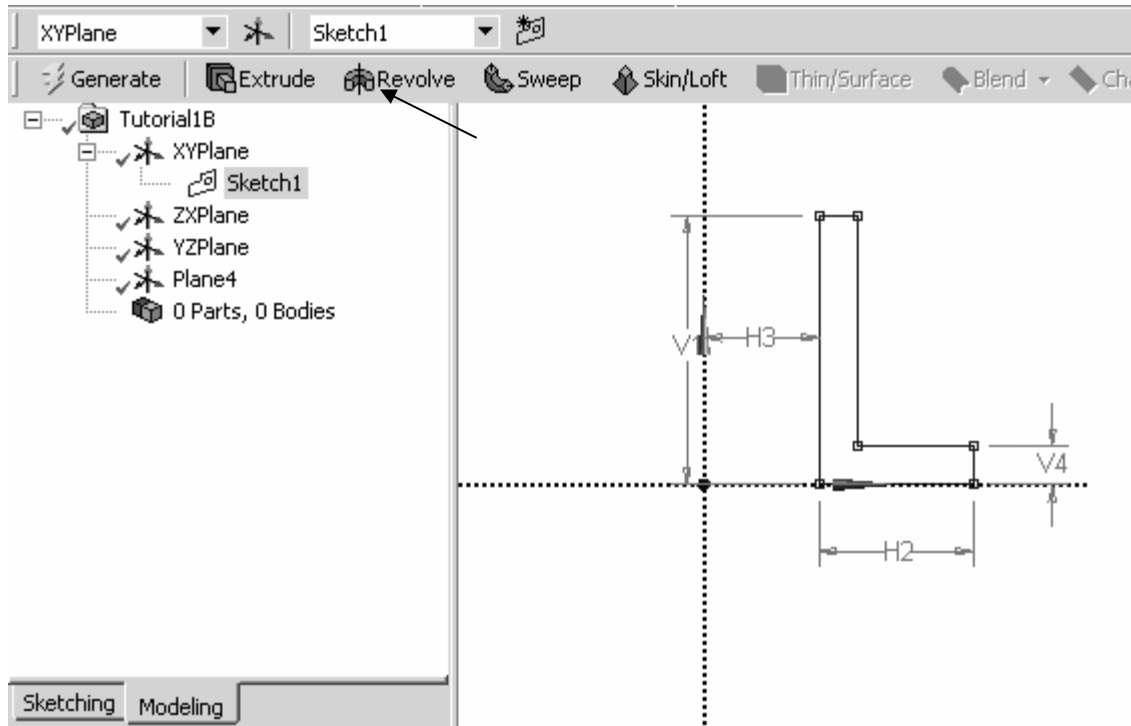 XYPlane Sketch1
Generate Extrude Revolve Sweep Skin/Loft Thin/Surface Blend Cha
Tutorial1B
XYPlane
Sketch1
ZXPlane
YZPlane
Plane4
0 Parts, 0 Bodies
V1 H3
V4
H2
Sketching Modeling